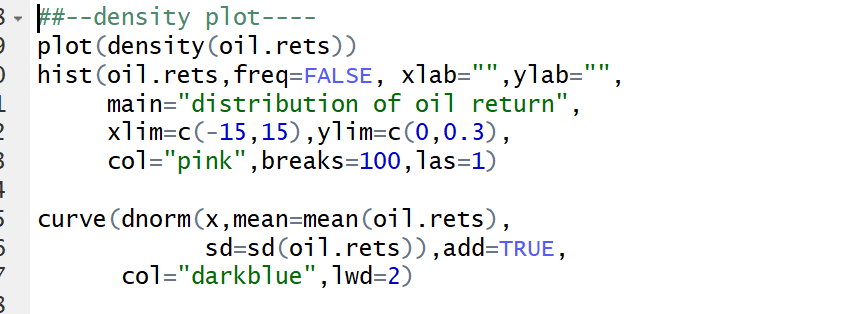 ##--density plot----
plot(density(oil.rets))
hist(oil.rets,freq=FALSE, xlab="",ylab="",
main="distribution of oil return",
xlim=c(-15,15),ylim=c(0,0.3),
col="pink",breaks=100,las=1)
curve(dnorm(x,mean=mean(oil.rets),
sd=sd(oil.rets)),add=TRUE,
col="darkblue",lwd=2)